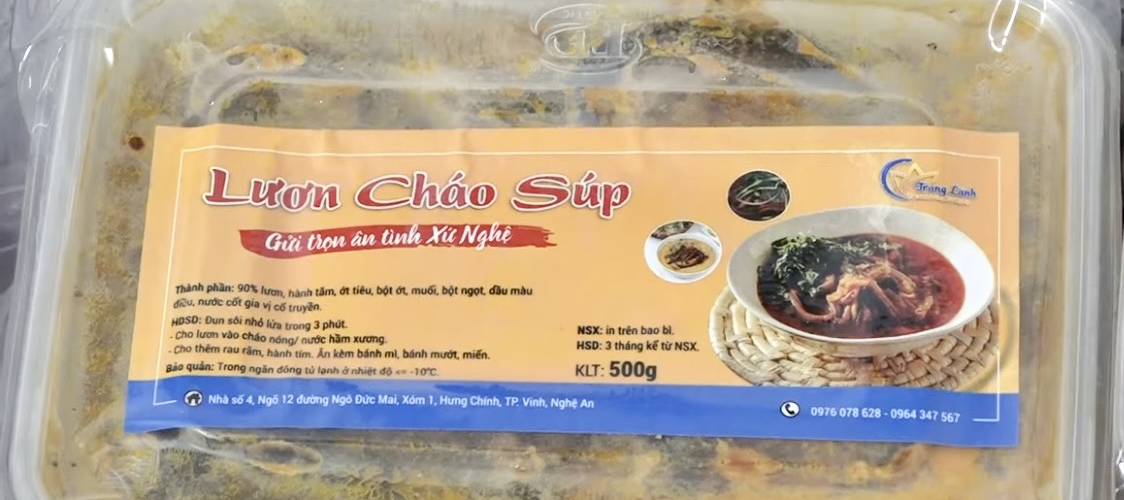 Lươn Cháo Súp
Trang Lanh
Gửi trọn ân tình Xứ Nghệ
Thành phần: 90% lươn, hành tăm, ớt tiêu, bột ớt, muối, bột ngọt, dầu màu
điều, nước cốt gia vị cổ truyền.
HDSD: Đun sôi nhỏ lửa trong 3 phút.
- Cho lươn vào cháo nóng/ nước hầm xương.
- Cho thêm rau răm, hành tím. Ăn kèm bánh mì, bánh mướt, miến.
Bảo quản: Trong ngăn đông tủ lạnh ở nhiệt độ <= -10°C.
NSX: in trên bao bì.
HSD: 3 tháng kể từ NSX.
KLT: 500g
Nhà số 4, Ngõ 12 đường Ngô Đức Mai, Xóm 1, Hưng Chính, TP. Vinh, Nghệ An
0976 078 628 - 0964 347 567